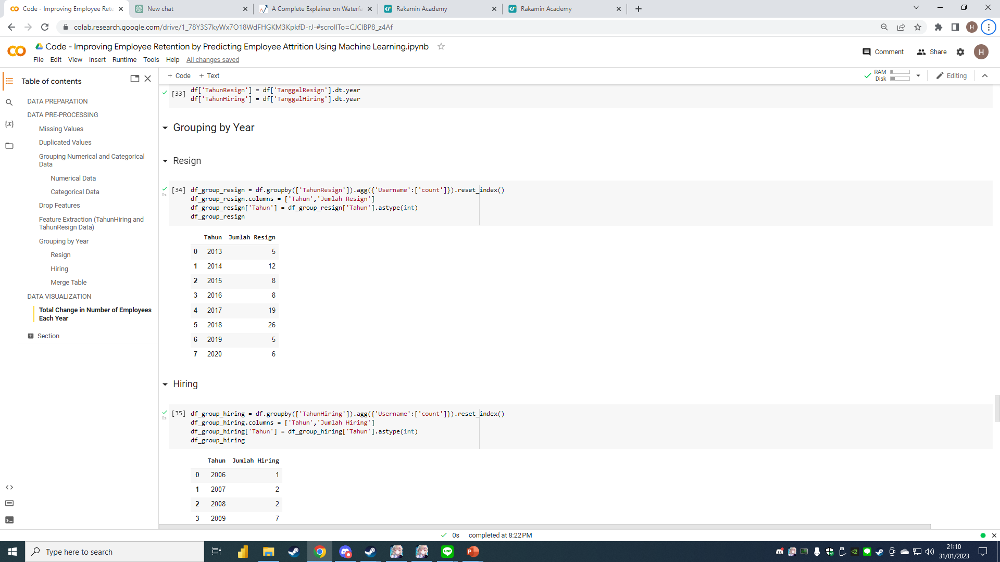 Code - Improving Employee Rete
New chat
A Complete Explainer on Waterfa
Rakamin Academy
Rakamin Academy
colab.research.google.com/drive/1_78Y3S7kyWx7O18WdFHGKM3KpkfD-rJ-#scrollTo=CJCIBP8_z4Af
H
Code - Improving Employee Retention by Predicting Employee Attrition Using Machine Learning.ipynb
Comment
Share
H
File Edit View Insert Runtime Tools Help All changes saved
Table of contents
+ Code + Text
RAM
Disk
Editing
DATA PREPARATION
DATA PRE-PROCESSING
Missing Values
Duplicated Values
Grouping Numerical and Categorical
Data
Numerical Data
Categorical Data
Drop Features
Feature Extraction (TahunHiring and
TahunResign Data)
Grouping by Year
Resign
Hiring
Merge Table
DATA VISUALIZATION
Total Change in Number of Employees
Each Year
Section
{x}
[33]
df['TahunResign'] = df['TanggalResign'].dt.year
df['TahunHiring'] = df['TanggalHiring'].dt.year
Grouping by Year
Resign
0s
[34] df_group_resign = df.groupby(['TahunResign']).agg({'Username':['count']}).reset_index()
df_group_resign.columns = ['Tahun','Jumlah Resign']
df_group_resign['Tahun'] = df_group_resign['Tahun'].astype(int)
df_group_resign
Tahun Jumlah Resign
0 2013 5
1 2014 12
2 2015 8
3 2016 8
4 2017 19
5 2018 26
6 2019 5
7 2020 6
Hiring
0s
[35] df_group_hiring = df.groupby(['TahunHiring']).agg({'Username':['count']}).reset_index()
df_group_hiring.columns = ['Tahun','Jumlah Hiring']
df_group_hiring['Tahun'] = df_group_hiring['Tahun'].astype(int)
df_group_hiring
Tahun Jumlah Hiring
0 2006 1
1 2007 2
2 2008 2
3 2009 7
0s completed at 8:22 PM
Type here to search
21:10
31/01/2023